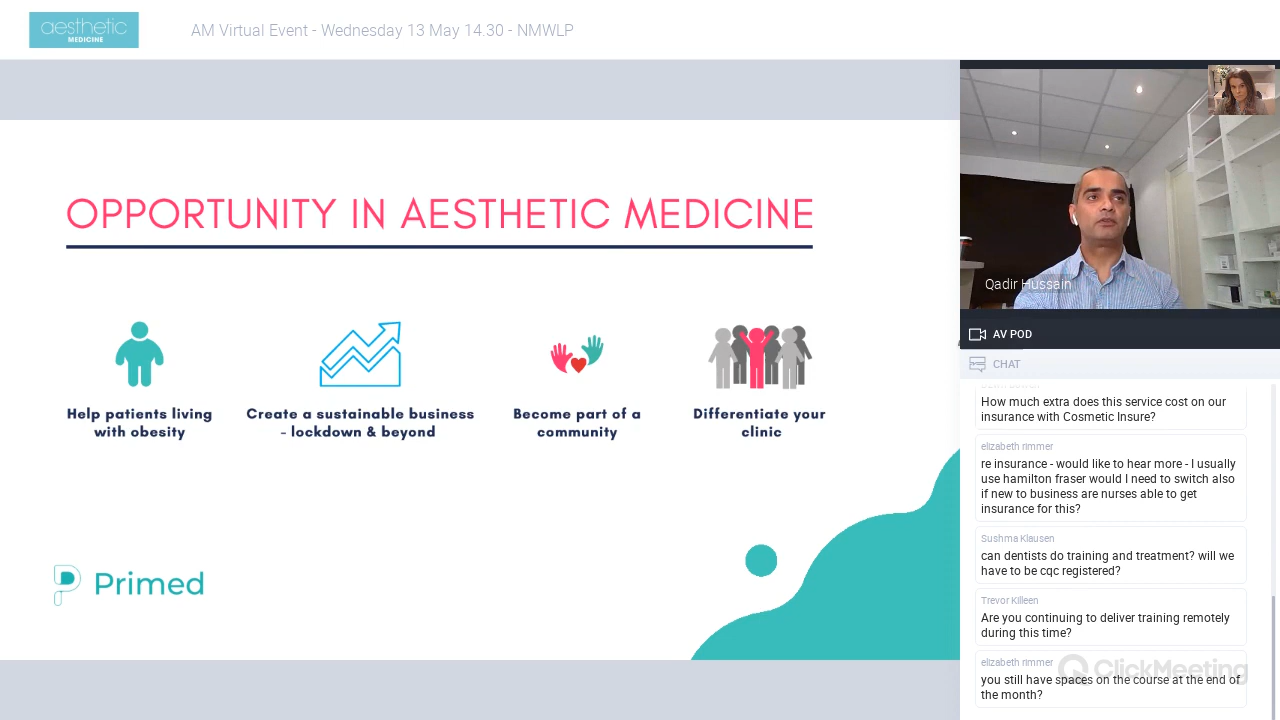 aesthetic
MEDICINE
AM Virtual Event - Wednesday 13 May 14.30 - NMWLP
OPPORTUNITY IN AESTHETIC MEDICINE
Help patients living
with obesity
Create a sustainable business
- lockdown & beyond
Become part of a
community
Differentiate your
clinic
Primed
Qadir Hussain
AV POD
CHAT
How much extra does this service cost on our
insurance with Cosmetic Insure?
elizabeth rimmer
re insurance - would like to hear more - I usually
use hamilton fraser would I need to switch also
if new to business are nurses able to get
insurance for this?
Sushma Klausen
can dentists do training and treatment? will we
have to be cqc registered?
Trevor Killeen
Are you continuing to deliver training remotely
during this time?
elizabeth rimmer
ClickMeeting
you still have spaces on the course at the end of
the month?